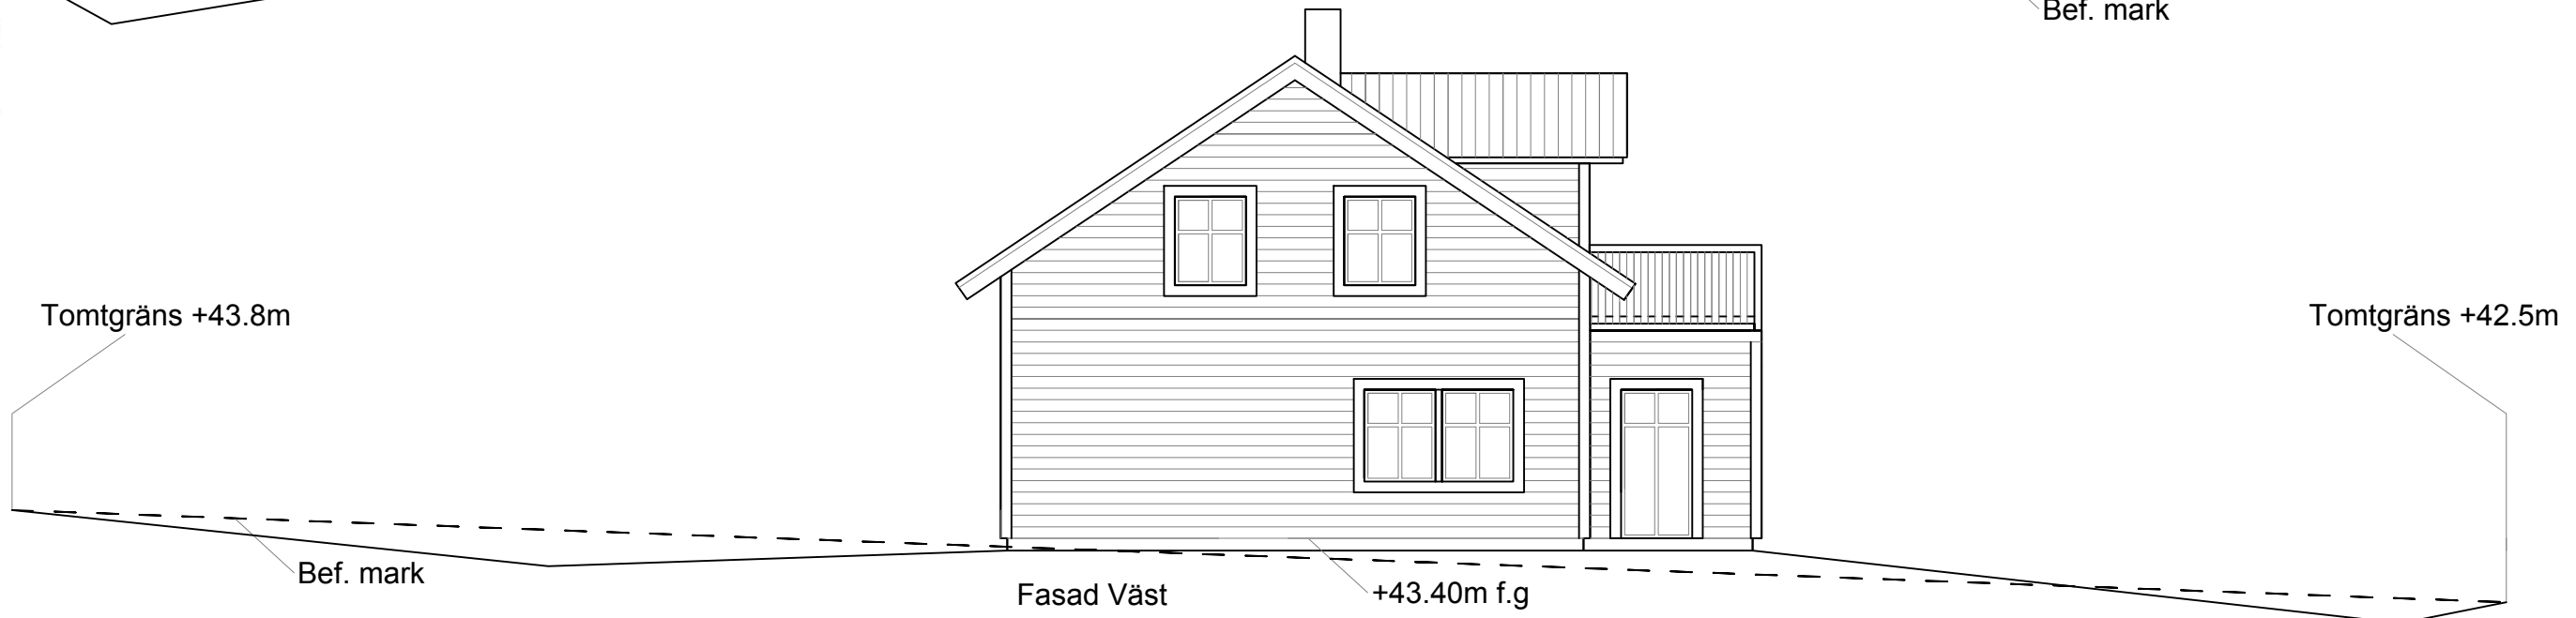 Bef. mark
Tomtgräns +43.8m
Tomtgräns +42.5m
Bef. mark
Fasad Väst
+43.40m f.g